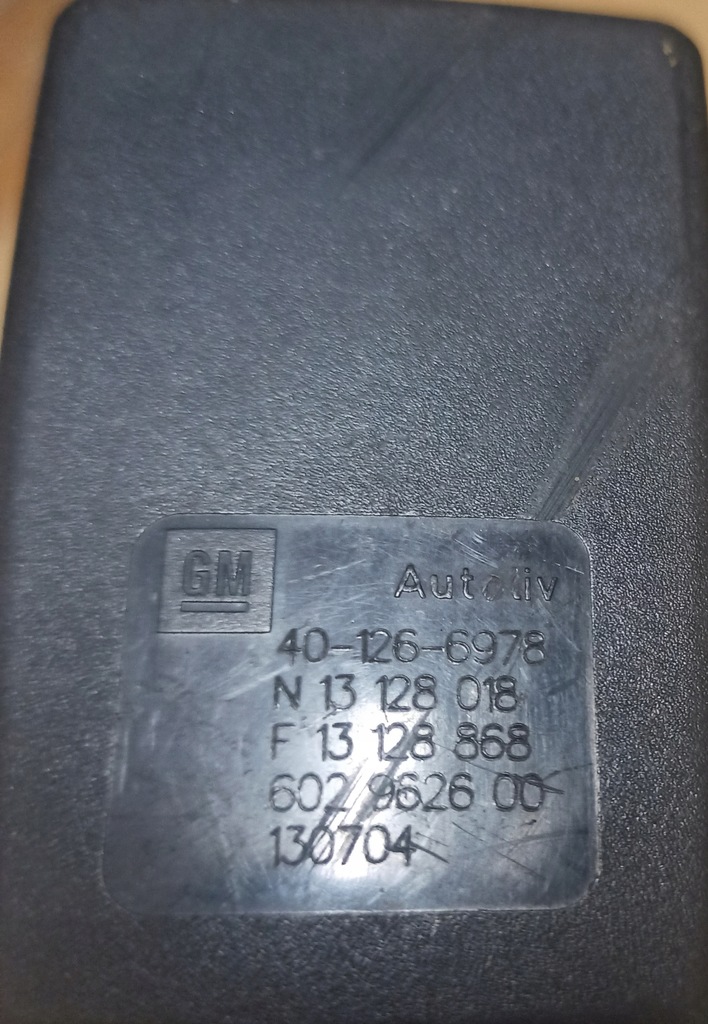 GM
Autoliv
40-126-6978
N 13 128 018
F 13 128 868
602 9626 00
130704